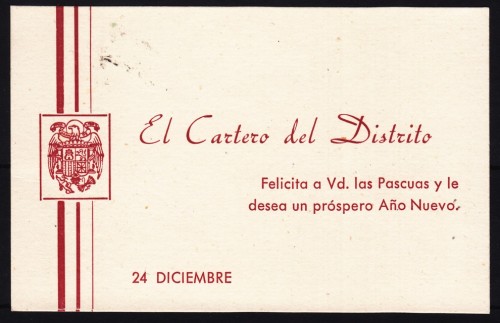 El Cartero del Distrito
Felicita a Vd. las Pascuas y le
desea un próspero Año Nuevo.
24 DICIEMBRE